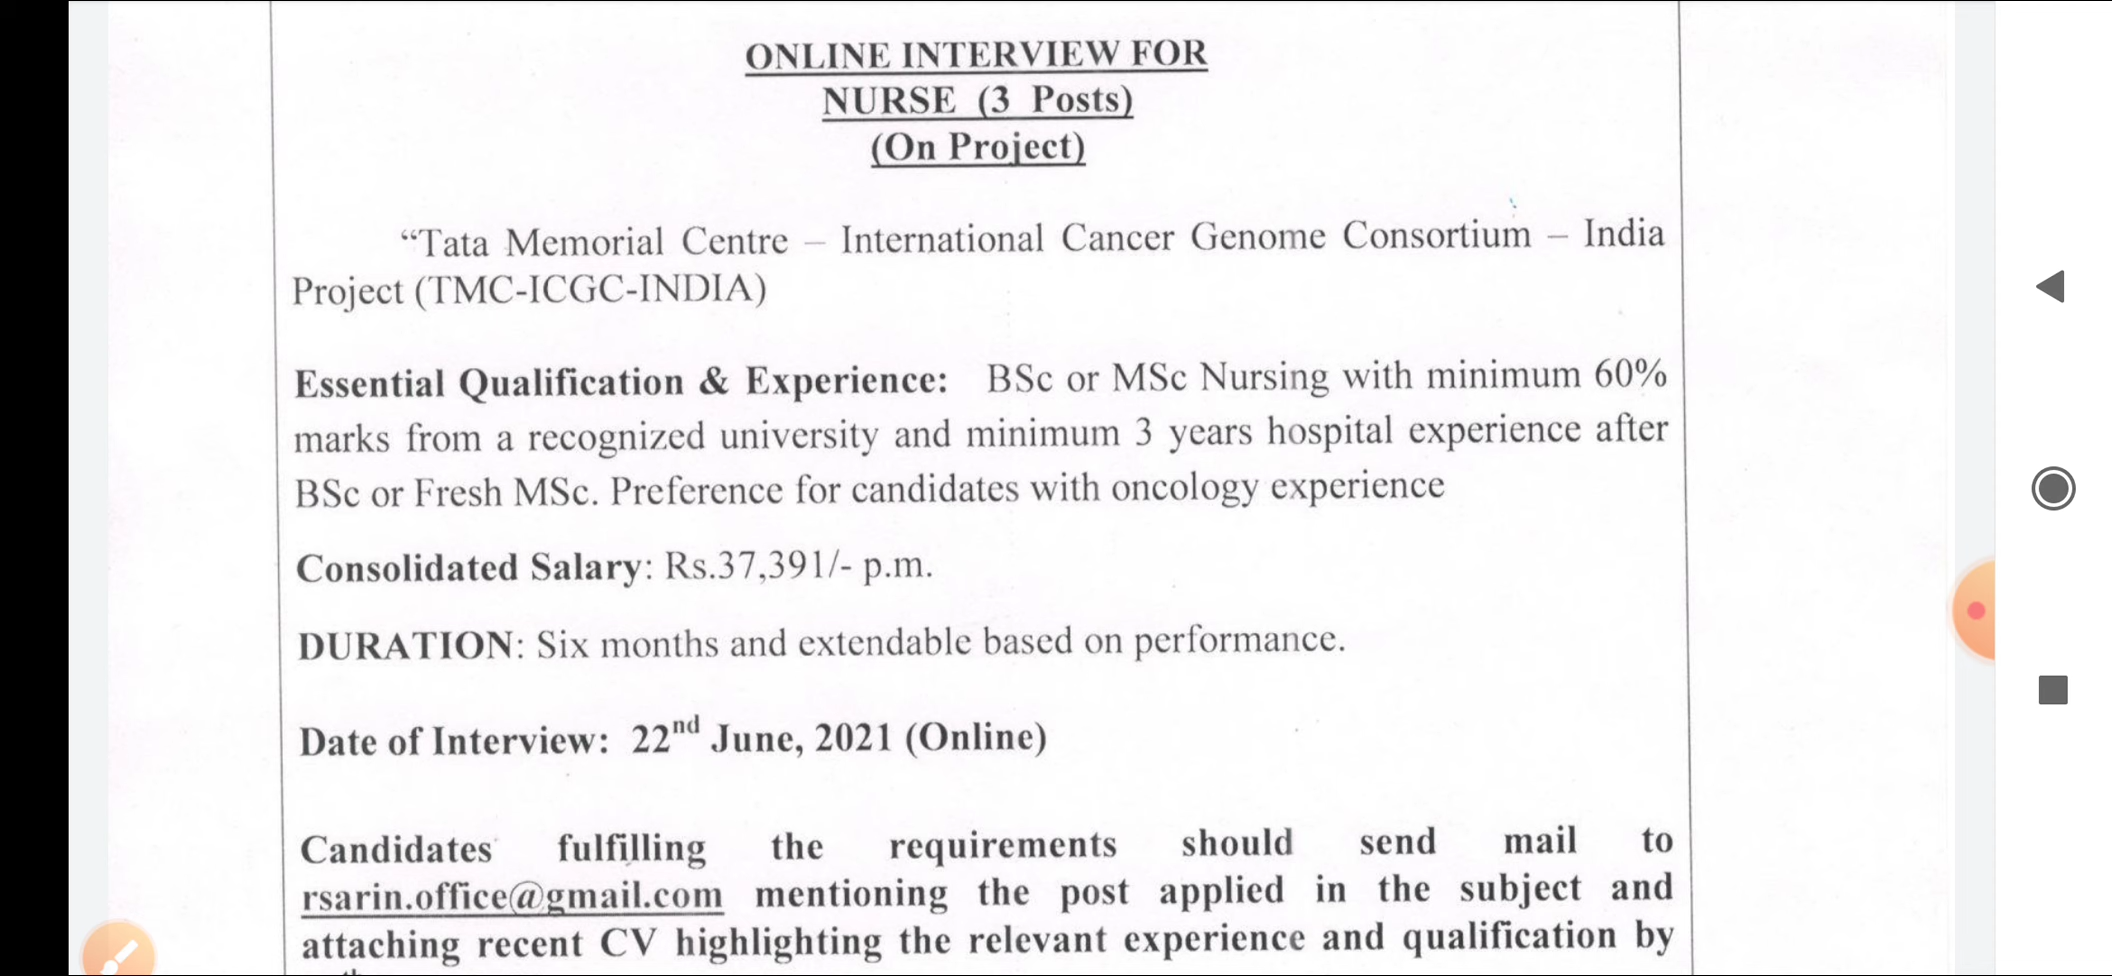 ONLINE INTERVIEW FOR
NURSE (3 Posts)
(On Project)
“Tata Memorial Centre – International Cancer Genome Consortium – India
Project (TMC-ICGC-INDIA)
Essential Qualification & Experience: BSc or MSc Nursing with minimum 60%
marks from a recognized university and minimum 3 years hospital experience after
BSc or Fresh MSc. Preference for candidates with oncology experience
Consolidated Salary: Rs.37,391/- p.m.
DURATION: Six months and extendable based on performance.
Date of Interview: 22nd June, 2021 (Online)
Candidates fulfilling the requirements should send mail to
rsarin.office@gmail.com mentioning the post applied in the subject and
attaching recent CV highlighting the relevant experience and qualification by